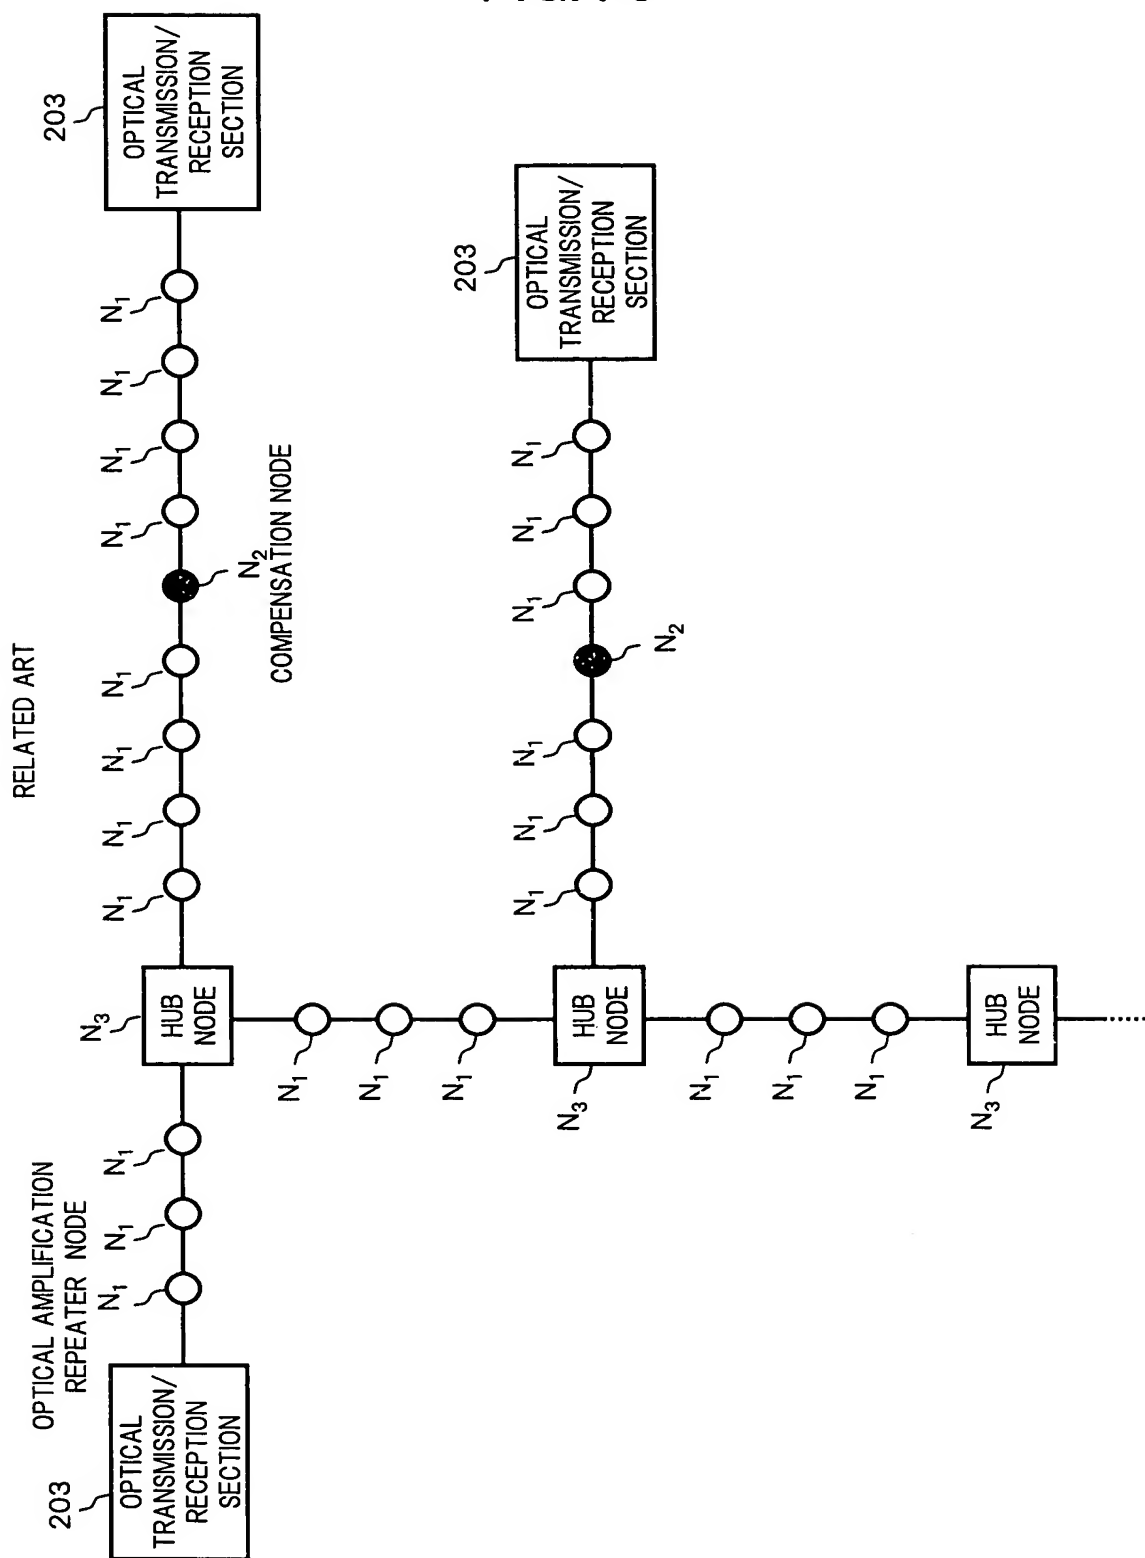 RELATED ART
OPTICAL AMPLIFICATION
REPEATER NODE
203
OPTICAL
TRANSMISSION/
RECEPTION
SECTION
N₁
N₁
N₁
N₃
HUB
NODE
N₁
N₁
N₁
N₁
N₂
COMPENSATION NODE
N₁
N₁
N₁
N₁
203
OPTICAL
TRANSMISSION/
RECEPTION
SECTION
N₁
N₁
N₁
N₃
HUB
NODE
N₁
N₁
N₁
N₂
N₁
N₁
N₁
203
OPTICAL
TRANSMISSION/
RECEPTION
SECTION
N₁
N₁
N₁
N₃
HUB
NODE